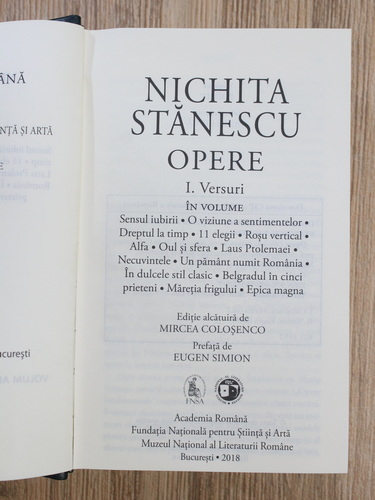 ÂNĂ
NȚĂ ȘI ARTĂ
București
NICHITA
STĂNESCU
OPERE
I. Versuri
ÎN VOLUME
Sensul iubirii • O viziune a sentimentelor •
Dreptul la timp • 11 elegii • Roșu vertical •
Alfa • Oul și sfera • Laus Ptolemaei •
Necuvintele • Un pământ numit România •
În dulcele stil clasic • Belgradul în cinci
prieteni • Măreția frigului • Epica magna
Ediție alcătuită de
MIRCEA COLOȘENCO
Prefață de
EUGEN SIMION
FNSA
Academia Română
Fundația Națională pentru Știință și Artă
Muzeul Național al Literaturii Române
București • 2018